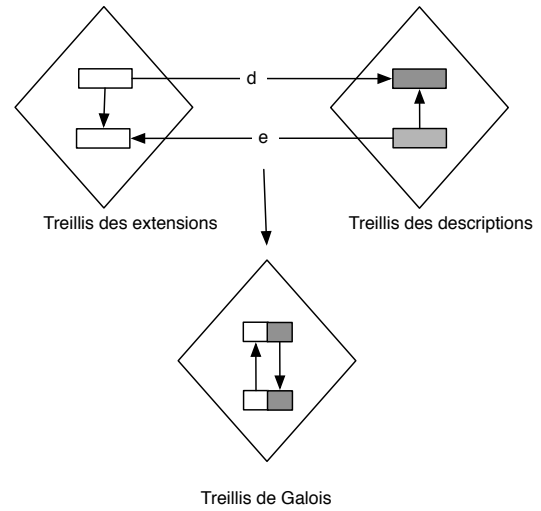 d
e
Treillis des extensions
Treillis des descriptions
Treillis de Galois